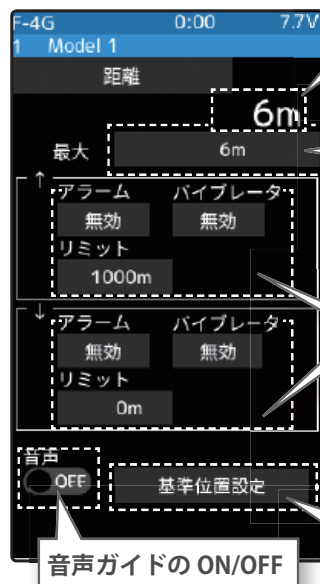 F-4G 0:00 7.7V
1 Model 1
距離
6m
最大 6m
↑
アラーム バイブレータ
無効 無効
リミット
1000m
↓
アラーム バイブレータ
無効 無効
リミット
0m
音声
OFF 基準位置設定
音声ガイドの ON/OFF